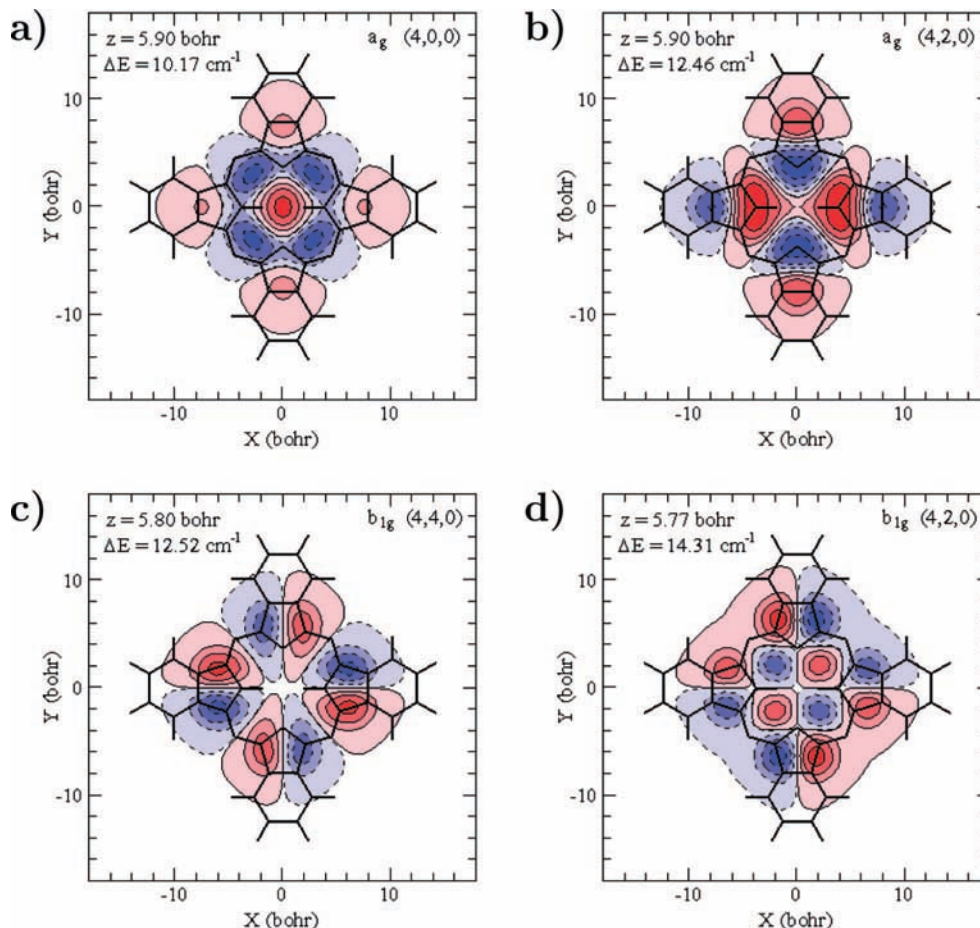 a)
z = 5.90 bohr
a_g (4,0,0)
ΔE = 10.17 cm⁻¹
10
0
-10
Y (bohr)
-10 0 10
X (bohr)
b)
z = 5.90 bohr
a_g (4,2,0)
ΔE = 12.46 cm⁻¹
10
0
-10
Y (bohr)
-10 0 10
X (bohr)
c)
z = 5.80 bohr
b_1g (4,4,0)
ΔE = 12.52 cm⁻¹
10
0
-10
Y (bohr)
-10 0 10
X (bohr)
d)
z = 5.77 bohr
b_1g (4,2,0)
ΔE = 14.31 cm⁻¹
10
0
-10
Y (bohr)
-10 0 10
X (bohr)